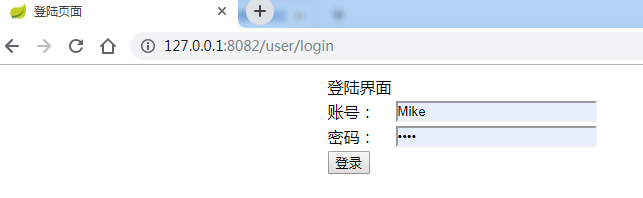 登陆页面
127.0.0.1:8082/user/login
登陆界面
账号： Mike
密码： ••••
登录